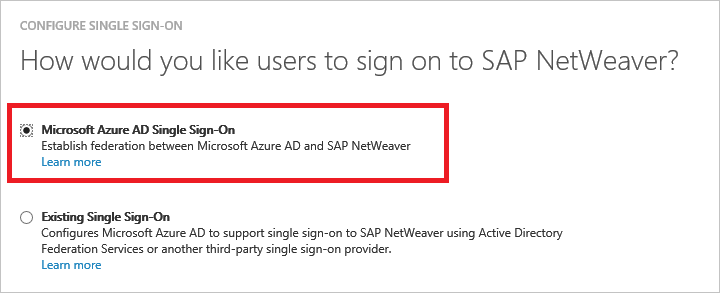 CONFIGURE SINGLE SIGN-ON
How would you like users to sign on to SAP NetWeaver?
Microsoft Azure AD Single Sign-On
Establish federation between Microsoft Azure AD and SAP NetWeaver
Learn more
Existing Single Sign-On
Configures Microsoft Azure AD to support single sign-on to SAP NetWeaver using Active Directory
Federation Services or another third-party single sign-on provider.
Learn more